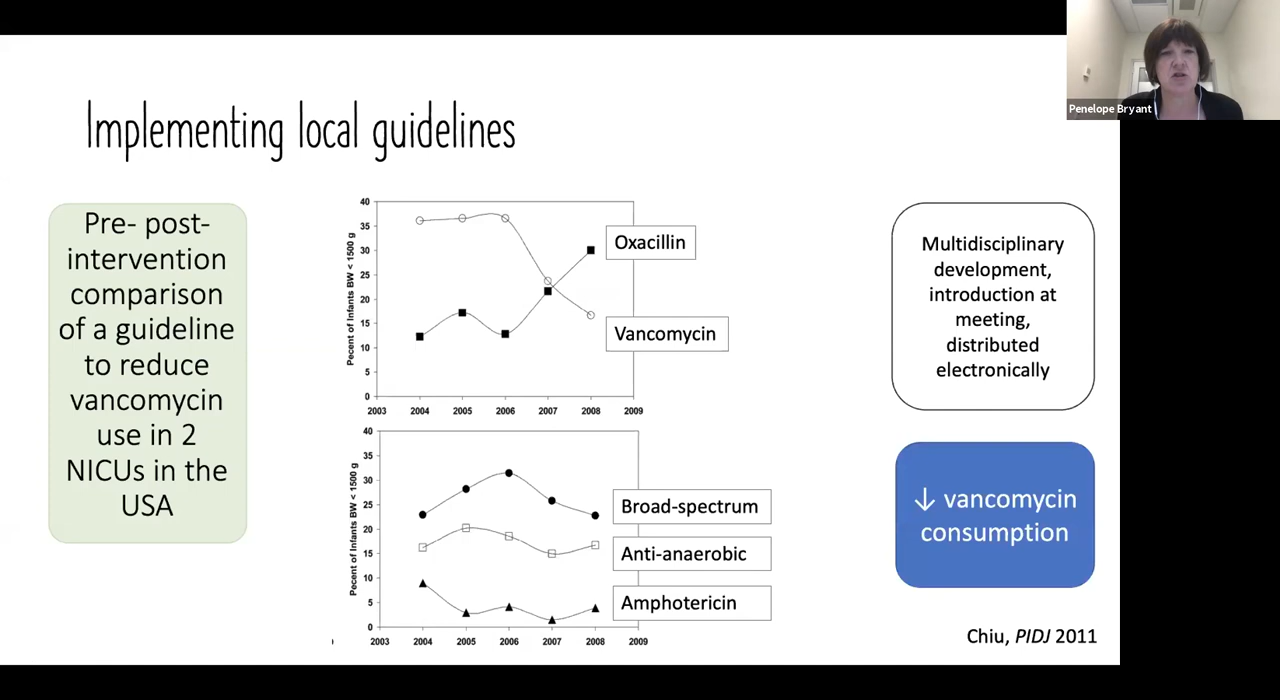 Penelope Bryant
Implementing local guidelines
Pre- post-
intervention
comparison
of a guideline
to reduce
vancomycin
use in 2
NICUs in the
USA
Pecent of Infants BW < 1500 g
40
35
30
25
20
15
10
5
0
2003 2004 2005 2006 2007 2008 2009
Oxacillin
Vancomycin
Pecent of Infants BW < 1500 g
40
35
30
25
20
15
10
5
0
2003 2004 2005 2006 2007 2008 2009
Broad-spectrum
Anti-anaerobic
Amphotericin
Multidisciplinary
development,
introduction at
meeting,
distributed
electronically
↓ vancomycin
consumption
Chiu, PIDJ 2011